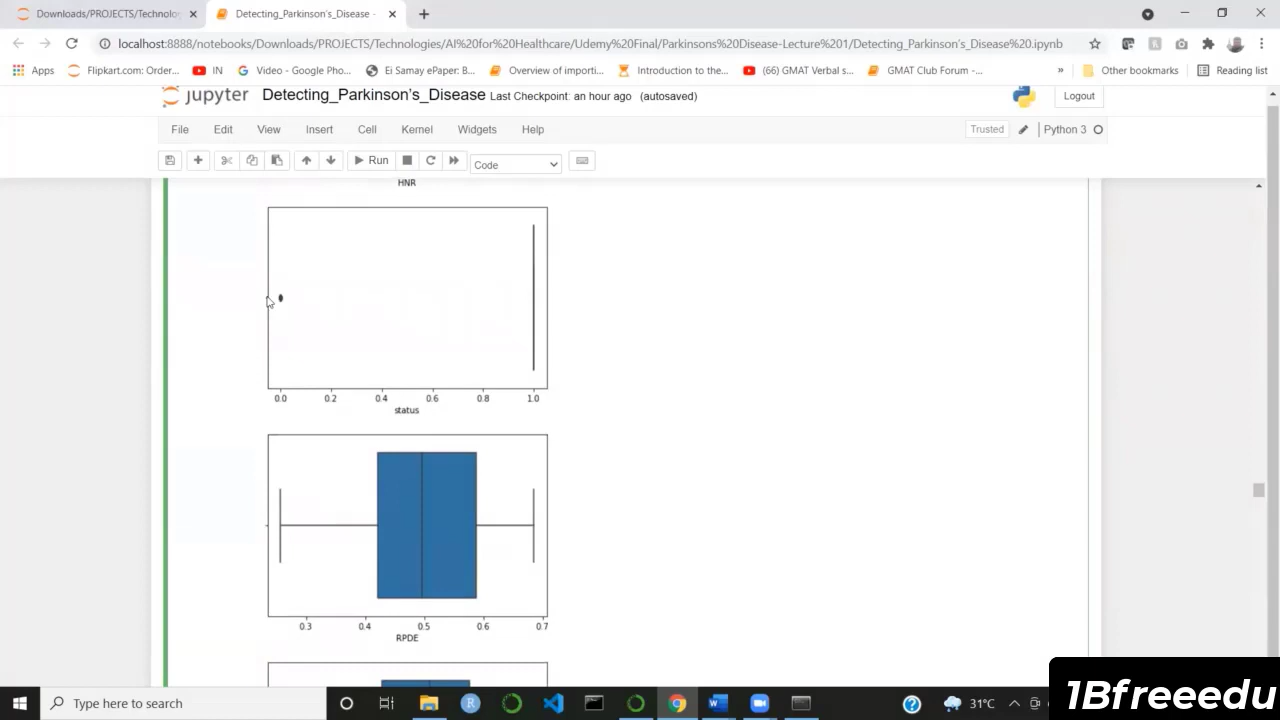 Downloads/PROJECTS/Technolog
Detecting_Parkinson's_Disease -
localhost:8888/notebooks/Downloads/PROJECTS/Technologies/AI%20for%20Healthcare/Udemy%20Final/Parkinsons%20Disease-Lecture%201/Detecting_Parkinson's_Disease%20.ipynb
Apps Flipkart.com: Order... IN Video - Google Pho... Ei Samay ePaper: B... Overview of importi... Introduction to the... (66) GMAT Verbal s... GMAT Club Forum -... » Other bookmarks Reading list
jupyter Detecting_Parkinson's_Disease Last Checkpoint: an hour ago (autosaved) Logout
File Edit View Insert Cell Kernel Widgets Help Trusted Python 3
Run Code
HNR
0.0 0.2 0.4 0.6 0.8 1.0
status
0.3 0.4 0.5 0.6 0.7
RPDE
Type here to search
31°C
1Bfreeedu